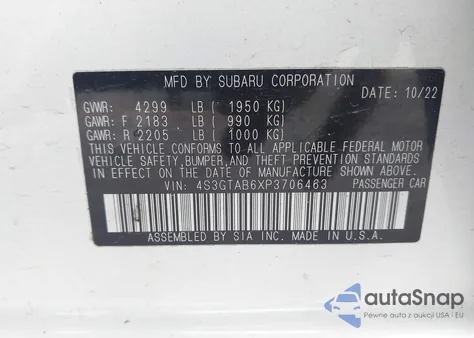 MFD BY SUBARU CORPORATION
DATE: 10/22
GVWR: 4299 LB ( 1950 KG)
GAWR: F 2183 LB ( 990 KG)
GAWR: R 2205 LB ( 1000 KG)
THIS VEHICLE CONFORMS TO ALL APPLICABLE FEDERAL MOTOR
VEHICLE SAFETY, BUMPER, AND THEFT PREVENTION STANDARDS
IN EFFECT ON THE DATE OF MANUFACTURE SHOWN ABOVE.
VIN: 4S3GTAB6XP3706463 PASSENGER CAR
ASSEMBLED BY SIA INC. MADE IN U.S.A.
autoSnap
Pewne auta z aukcji USA - EU